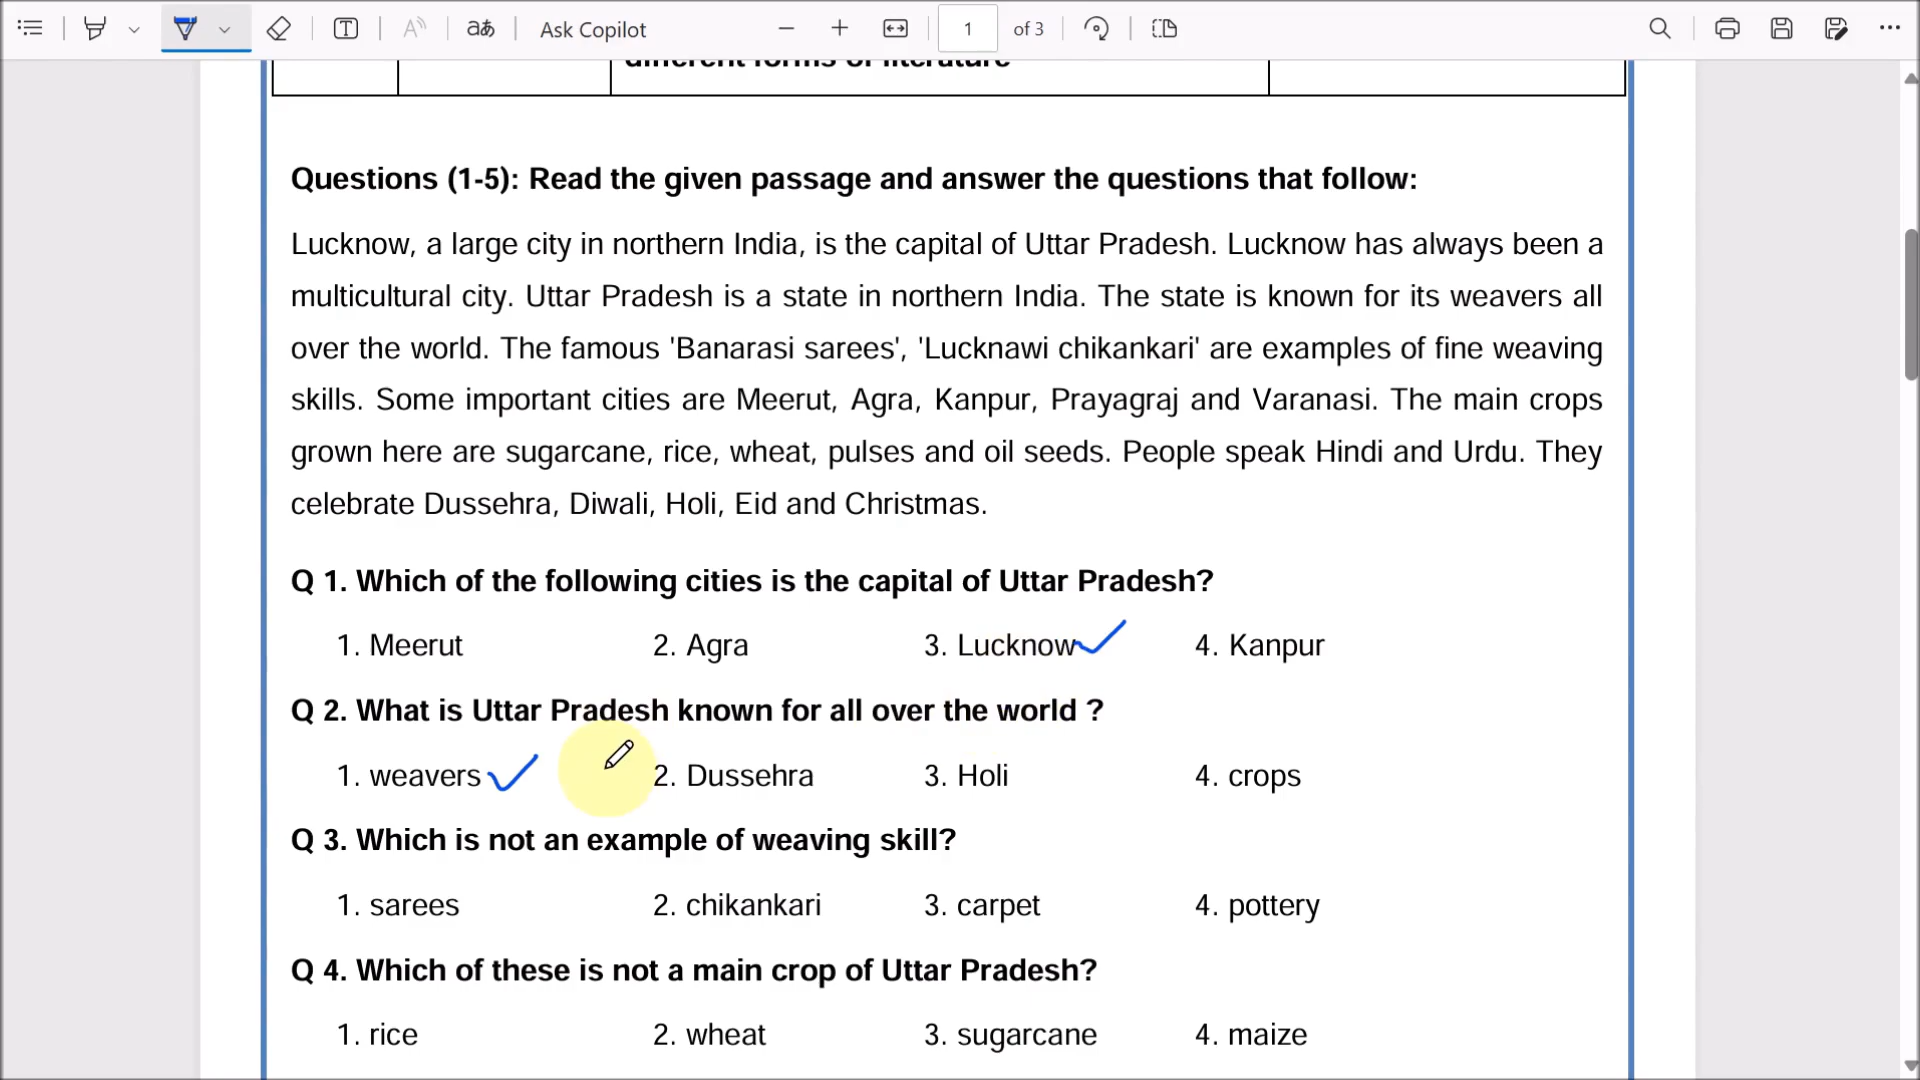 Ask Copilot
1 of 3
different forms of literature
Questions (1-5): Read the given passage and answer the questions that follow:
Lucknow, a large city in northern India, is the capital of Uttar Pradesh. Lucknow has always been a
multicultural city. Uttar Pradesh is a state in northern India. The state is known for its weavers all
over the world. The famous 'Banarasi sarees', 'Lucknawi chikankari' are examples of fine weaving
skills. Some important cities are Meerut, Agra, Kanpur, Prayagraj and Varanasi. The main crops
grown here are sugarcane, rice, wheat, pulses and oil seeds. People speak Hindi and Urdu. They
celebrate Dussehra, Diwali, Holi, Eid and Christmas.
Q 1. Which of the following cities is the capital of Uttar Pradesh?
1. Meerut 2. Agra 3. Lucknow 4. Kanpur
Q 2. What is Uttar Pradesh known for all over the world ?
1. weavers 2. Dussehra 3. Holi 4. crops
Q 3. Which is not an example of weaving skill?
1. sarees 2. chikankari 3. carpet 4. pottery
Q 4. Which of these is not a main crop of Uttar Pradesh?
1. rice 2. wheat 3. sugarcane 4. maize